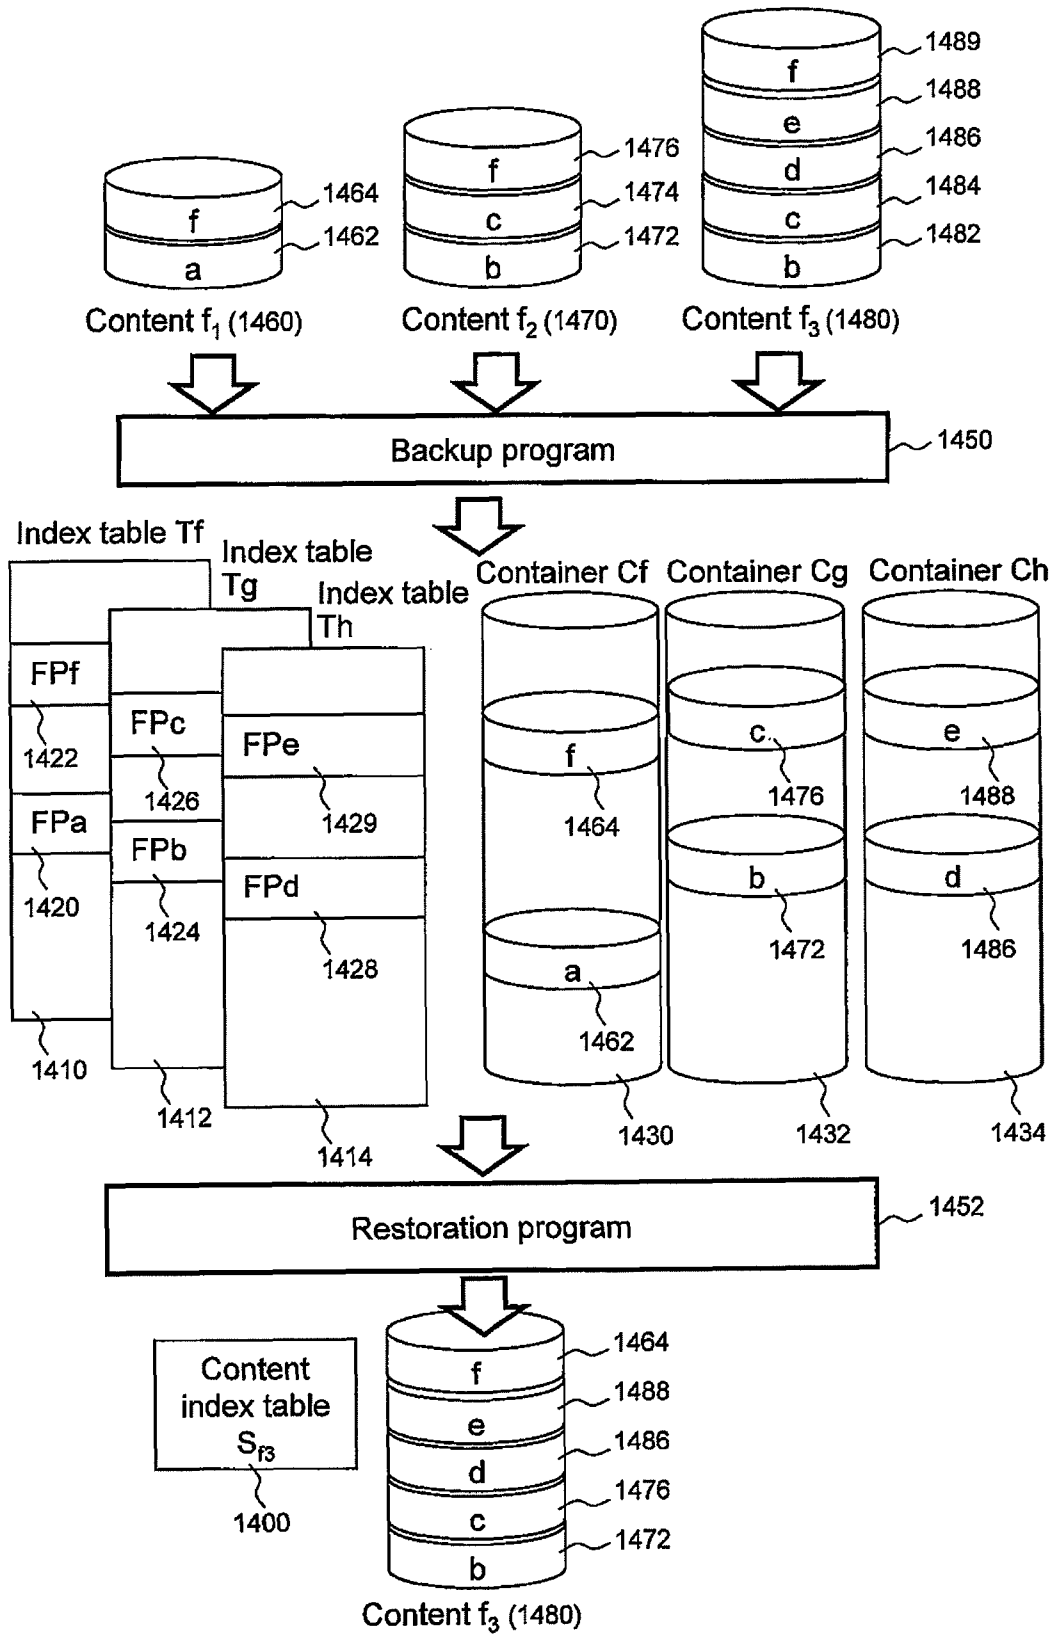 1489
f
1488
e
1476
1486
f
d
1464
1474
1484
f
c
c
1462
1472
1482
a
b
b
Content f1 (1460)
Content f2 (1470)
Content f3 (1480)
Backup program
1450
Index table Tf
Index table
Tg
Index table
Th
Container Cf
Container Cg
Container Ch
FPf
1422
FPc
1426
FPe
1429
FPa
1420
FPb
1424
FPd
1428
1410
1412
1414
f
1464
a
1462
1430
c
1476
b
1472
1432
e
1488
d
1486
1434
Restoration program
1452
Content
index table
Sf3
1400
f
1464
e
1488
d
1486
c
1476
b
1472
Content f3 (1480)